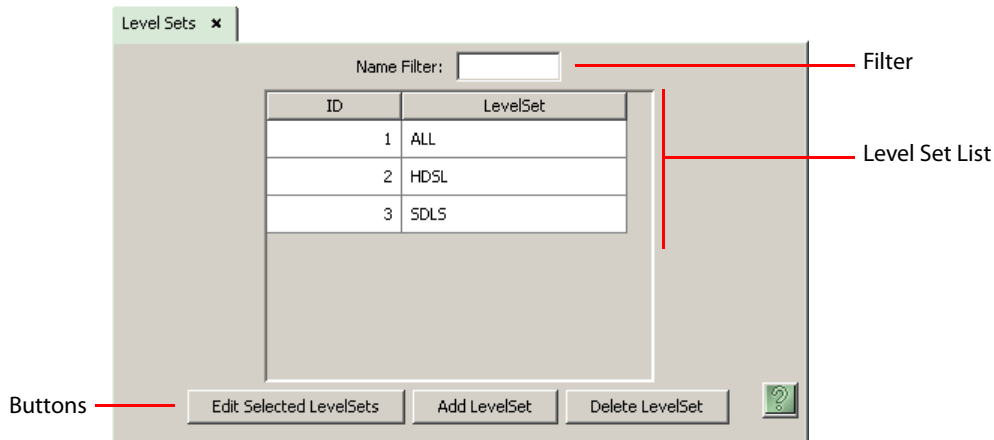 Level Sets ×
Name Filter:
Filter
ID LevelSet
1 ALL
2 HDSL
3 SDLS
Level Set List
Buttons
Edit Selected LevelSets Add LevelSet Delete LevelSet ?